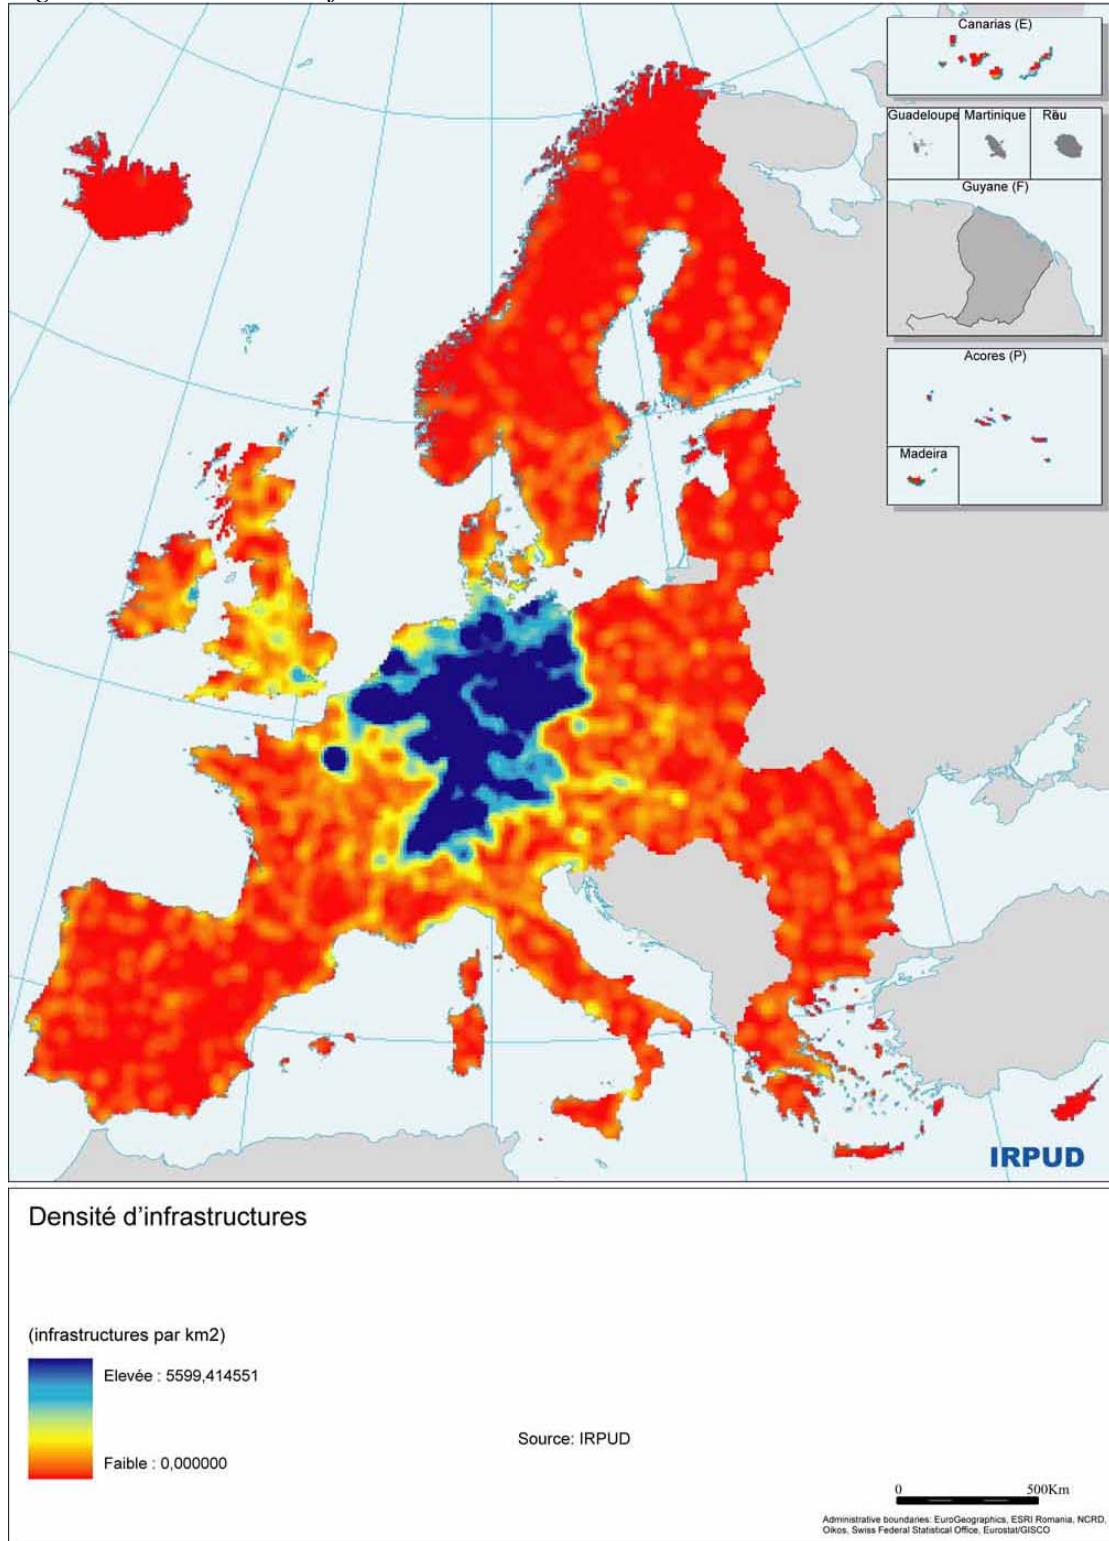 Canarias (E)
Guadeloupe Martinique Rëu
Guyane (F)
Acores (P)
Madeira
IRPUD
Densité d'infrastructures
(infrastructures par km2)
Elevée : 5599,414551
Faible : 0,000000
Source: IRPUD
0 500Km
Administrative boundaries: EuroGeographics, ESRI Romania, NCRD,
Oikos, Swiss Federal Statistical Office, Eurostat/GISCO